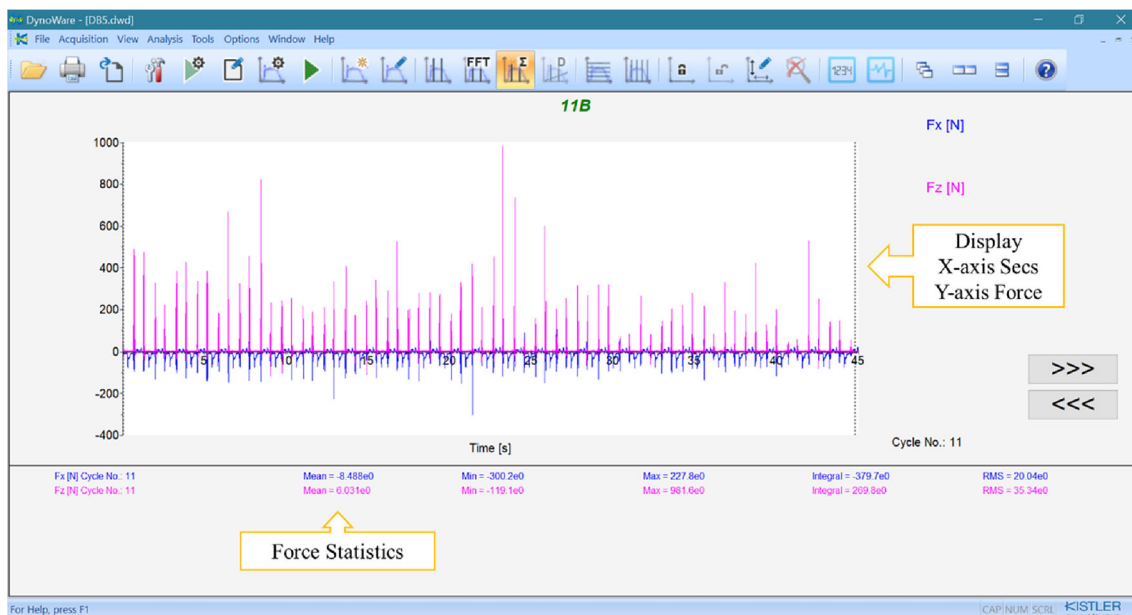 DynoWare - [DB5.dwd]
File Acquisition View Analysis Tools Options Window Help
FFT Σ D 1234 ?
11B
Fx [N]
Fz [N]
1000
800
600
400
200
0
-200
-400
5 10 15 20 25 30 35 40 45
Time [s]
Display
X-axis Secs
Y-axis Force
>>>
<<<
Cycle No.: 11
Fx [N] Cycle No.: 11 Mean = -8.488e0 Min = -300.2e0 Max = 227.8e0 Integral = -379.7e0 RMS = 20.04e0
Fz [N] Cycle No.: 11 Mean = 6.031e0 Min = -119.1e0 Max = 981.6e0 Integral = 269.8e0 RMS = 35.34e0
Force Statistics
For Help, press F1
CAP NUM SCRL KISTLER